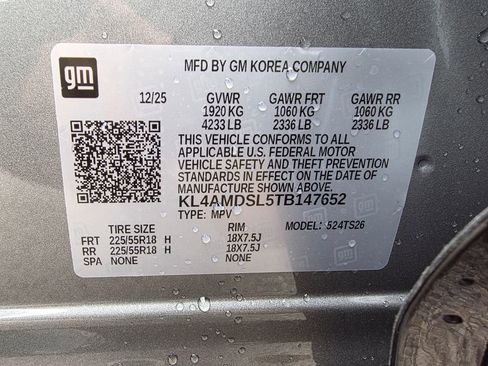 gm
MFD BY GM KOREA COMPANY
12/25 GVWR GAWR FRT GAWR RR
1920 KG 1060 KG 1060 KG
4233 LB 2336 LB 2336 LB
THIS VEHICLE CONFORMS TO ALL
APPLICABLE U.S. FEDERAL MOTOR
VEHICLE SAFETY AND THEFT PREVENTION
STANDARDS IN EFFECT ON THE DATE OF
MANUFACTURE SHOWN ABOVE.
KL4AMDSL5TB147652
TYPE: MPV MODEL: 524TS26
TIRE SIZE RIM
FRT 225/55R18 H 18X7.5J
RR 225/55R18 H 18X7.5J
SPA NONE NONE